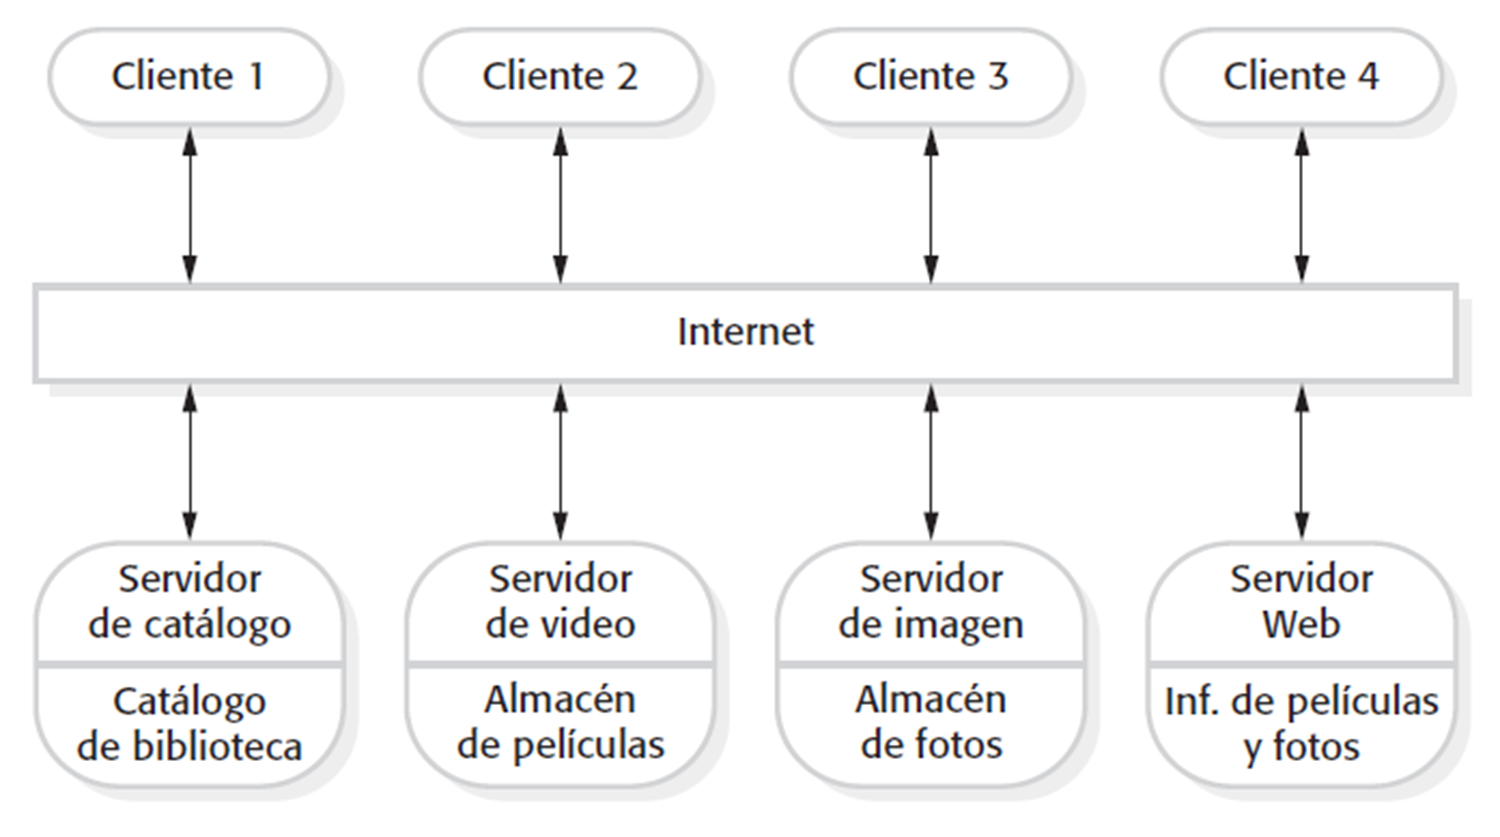 Cliente 1
Cliente 2
Cliente 3
Cliente 4
Internet
Servidor
de catálogo
Catálogo
de biblioteca
Servidor
de video
Almacén
de películas
Servidor
de imagen
Almacén
de fotos
Servidor
Web
Inf. de películas
y fotos